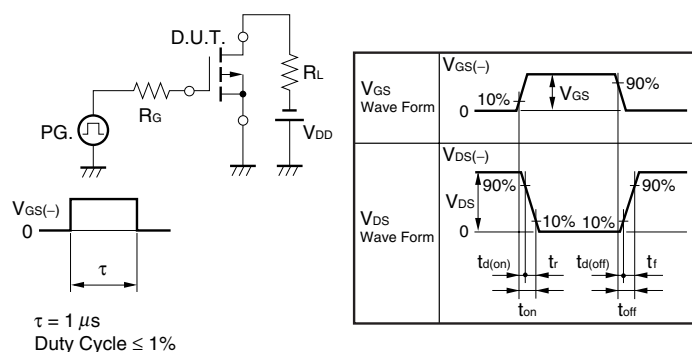 D.U.T.
RL
RG
PG.
VDD
VGS(−)
0
τ
τ = 1 μs
Duty Cycle ≤ 1%
VGS
Wave Form
VGS(−)
10%
0
VGS
90%
VDS
Wave Form
VDS(−)
90%
VDS
0
10%
10%
90%
td(on)
tr
td(off)
tf
ton
toff